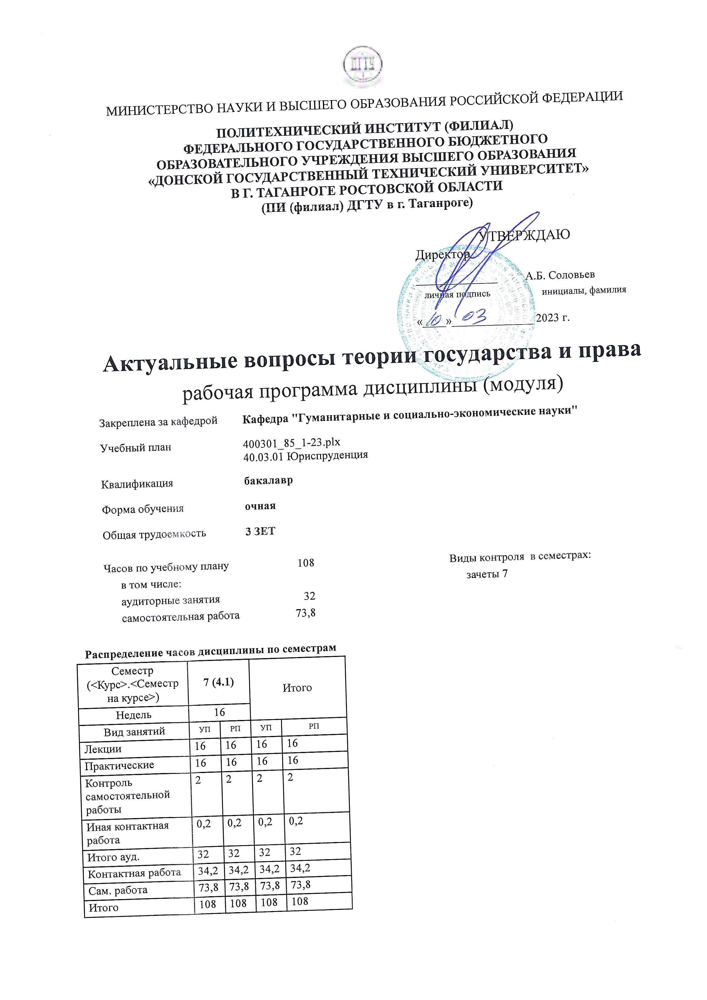 ДГТУ
МИНИСТЕРСТВО НАУКИ И ВЫСШЕГО ОБРАЗОВАНИЯ РОССИЙСКОЙ ФЕДЕРАЦИИ
ПОЛИТЕХНИЧЕСКИЙ ИНСТИТУТ (ФИЛИАЛ)
ФЕДЕРАЛЬНОГО ГОСУДАРСТВЕННОГО БЮДЖЕТНОГО
ОБРАЗОВАТЕЛЬНОГО УЧРЕЖДЕНИЯ ВЫСШЕГО ОБРАЗОВАНИЯ
«ДОНСКОЙ ГОСУДАРСТВЕННЫЙ ТЕХНИЧЕСКИЙ УНИВЕРСИТЕТ»
В Г. ТАГАНРОГЕ РОСТОВСКОЙ ОБЛАСТИ
(ПИ (филиал) ДГТУ в г. Таганроге)
УТВЕРЖДАЮ
Директор
А.Б. Соловьев
личная подпись инициалы, фамилия
«10» 03 2023 г.
Актуальные вопросы теории государства и права
рабочая программа дисциплины (модуля)
Закреплена за кафедрой Кафедра "Гуманитарные и социально-экономические науки"
Учебный план 400301_85_1-23.plx
40.03.01 Юриспруденция
Квалификация бакалавр
Форма обучения очная
Общая трудоемкость 3 ЗЕТ
Часов по учебному плану 108 Виды контроля в семестрах:
в том числе: зачеты 7
аудиторные занятия 32
самостоятельная работа 73,8
Распределение часов дисциплины по семестрам
Семестр
(<Курс>.<Семестр
на курсе>) 7 (4.1) Итого
Недель 16
Вид занятий УП РП УП РП
Лекции 16 16 16 16
Практические 16 16 16 16
Контроль
самостоятельной
работы 2 2 2 2
Иная контактная
работа 0,2 0,2 0,2 0,2
Итого ауд. 32 32 32 32
Контактная работа 34,2 34,2 34,2 34,2
Сам. работа 73,8 73,8 73,8 73,8
Итого 108 108 108 108